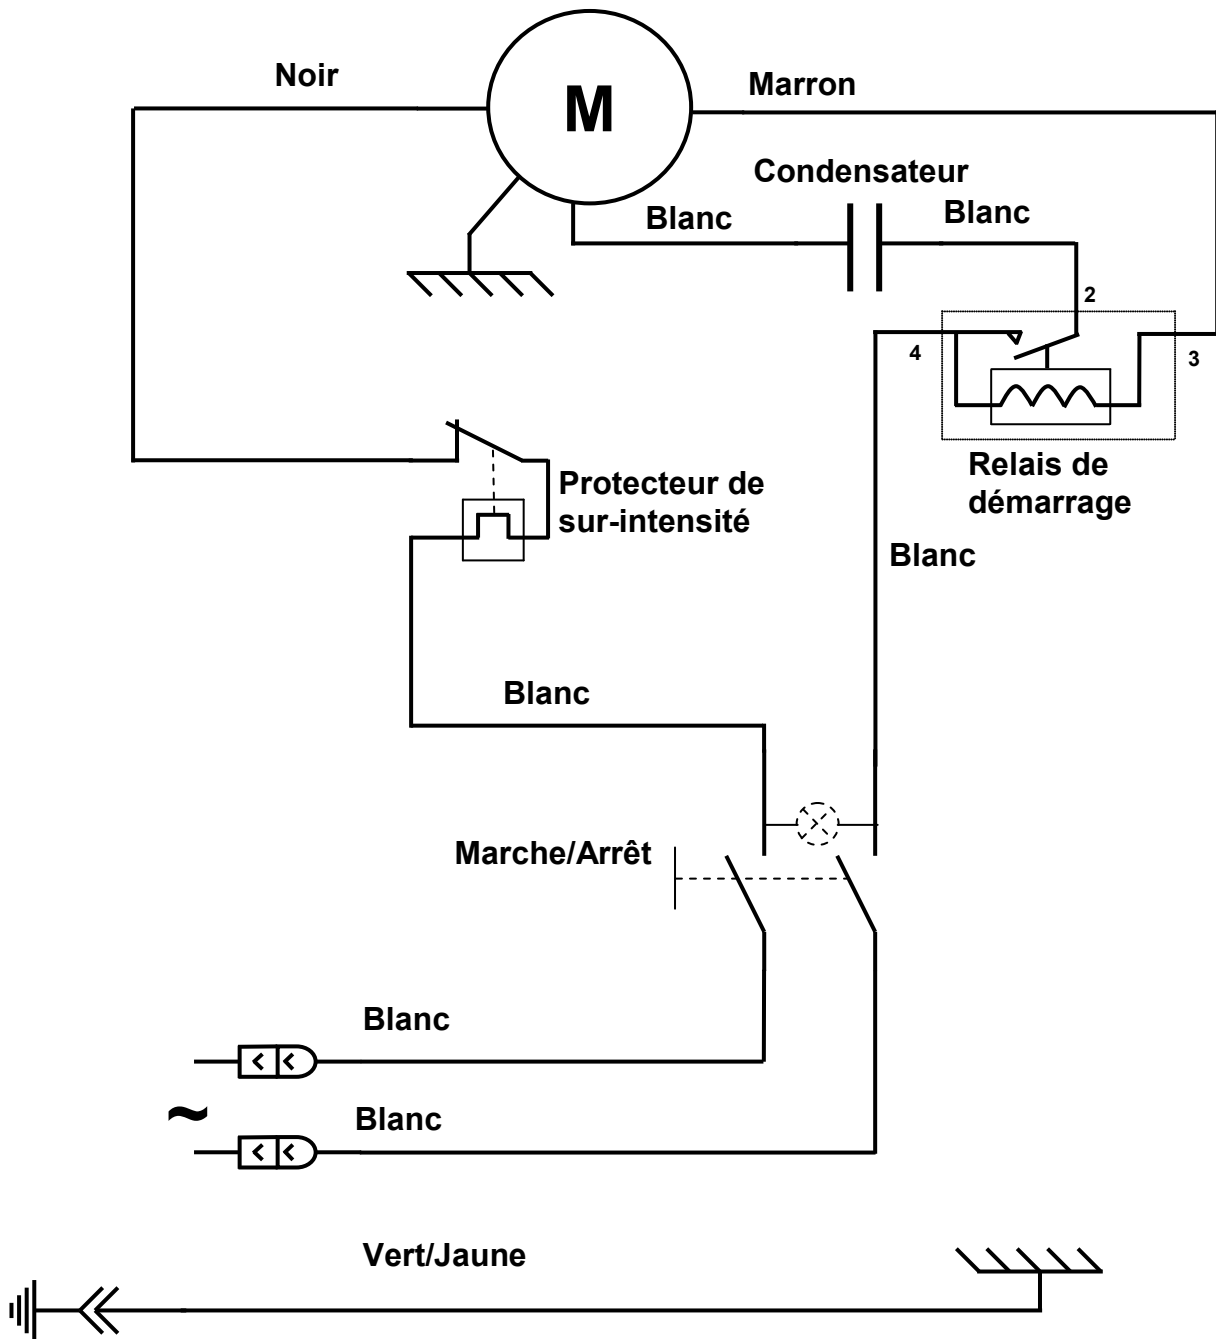 Noir
M
Marron
Condensateur
Blanc
Blanc
2
4
3
Relais de
démarrage
Protecteur de
sur-intensité
Blanc
Blanc
Marche/Arrêt
Blanc
~
Blanc
Vert/Jaune